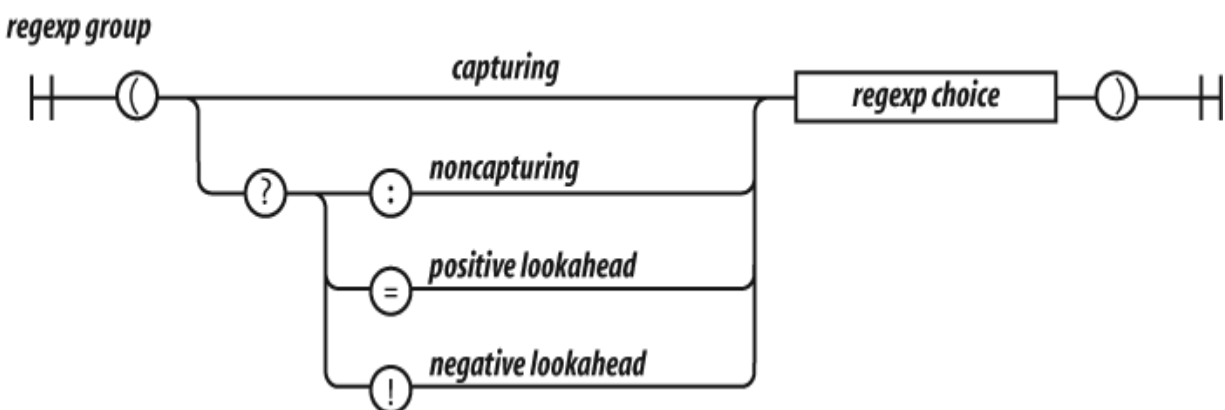 regexp group
capturing
( regexp choice )
noncapturing
? :
positive lookahead
=
negative lookahead
!